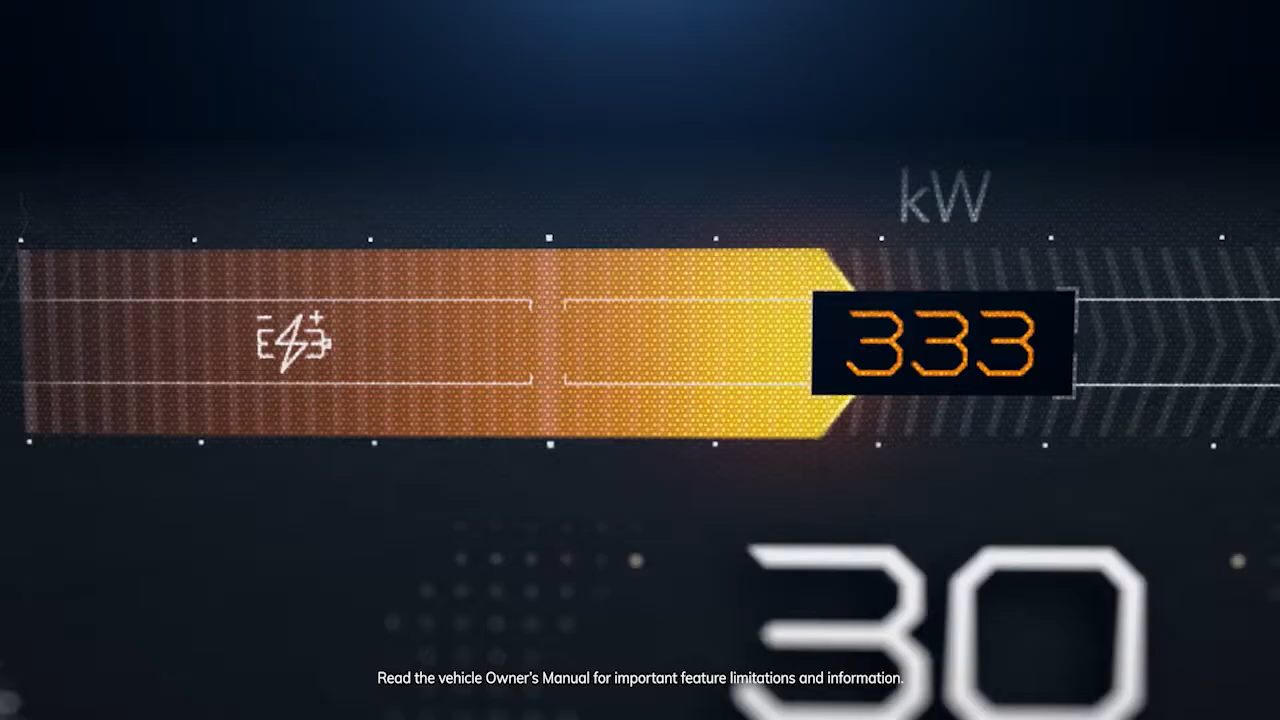 kW
333
30
Read the vehicle Owner's Manual for important feature limitations and information.